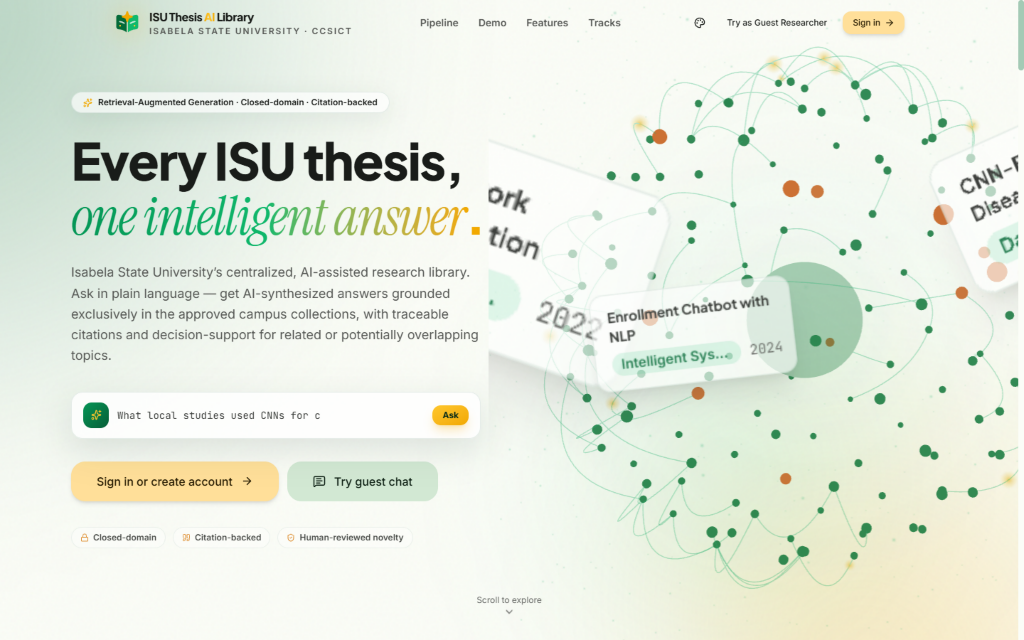 ISU Thesis AI Library
ISABELA STATE UNIVERSITY · CCSICT
Pipeline
Demo
Features
Tracks
Try as Guest Researcher
Sign in →
Retrieval-Augmented Generation · Closed-domain · Citation-backed
Every ISU thesis,
one intelligent answer.
Isabela State University's centralized, AI-assisted research library.
Ask in plain language — get AI-synthesized answers grounded
exclusively in the approved campus collections, with traceable
citations and decision-support for related or potentially overlapping
topics.
What local studies used CNNs for c
Ask
Sign in or create account →
Try guest chat
Closed-domain
Citation-backed
Human-reviewed novelty
2022
Enrollment Chatbot with
NLP
Intelligent Sys...
2024
Scroll to explore